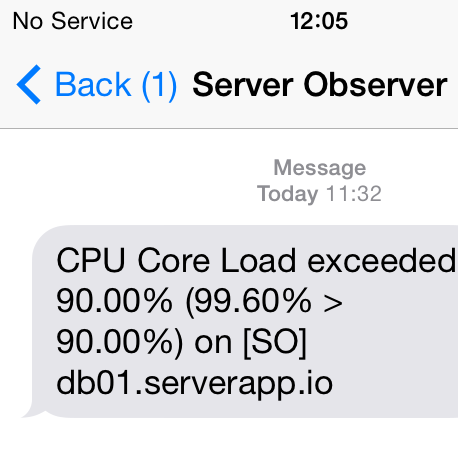 No Service 12:05
Back (1) Server Observer
Message
Today 11:32
CPU Core Load exceeded
90.00% (99.60% >
90.00%) on [SO]
db01.serverapp.io